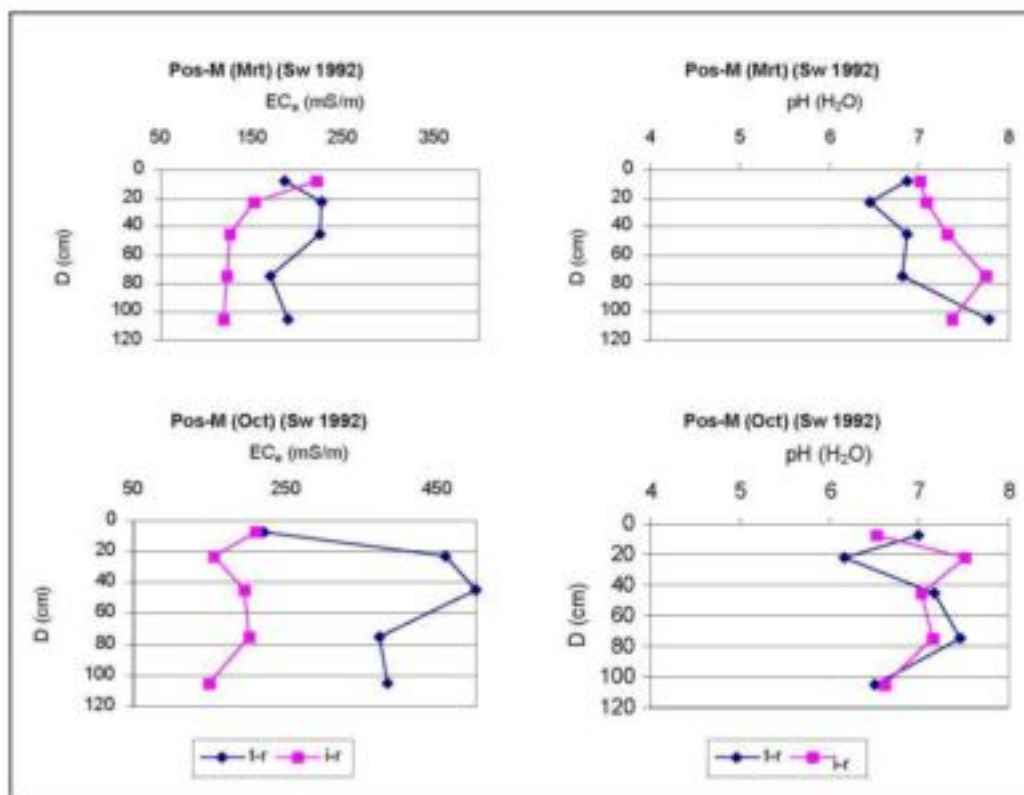 Pos-M (Mrt) (Sw 1992)
ECe (mS/m)
50 150 250 350
0
20
40
60
80
100
120
D (cm)
Pos-M (Mrt) (Sw 1992)
pH (H₂O)
4 5 6 7 8
0
20
40
60
80
100
120
D (cm)
Pos-M (Oct) (Sw 1992)
ECe (mS/m)
50 250 450
0
20
40
60
80
100
120
D (cm)
t-r i-r
Pos-M (Oct) (Sw 1992)
pH (H₂O)
4 5 6 7 8
0
20
40
60
80
100
120
D (cm)
t-r i-r